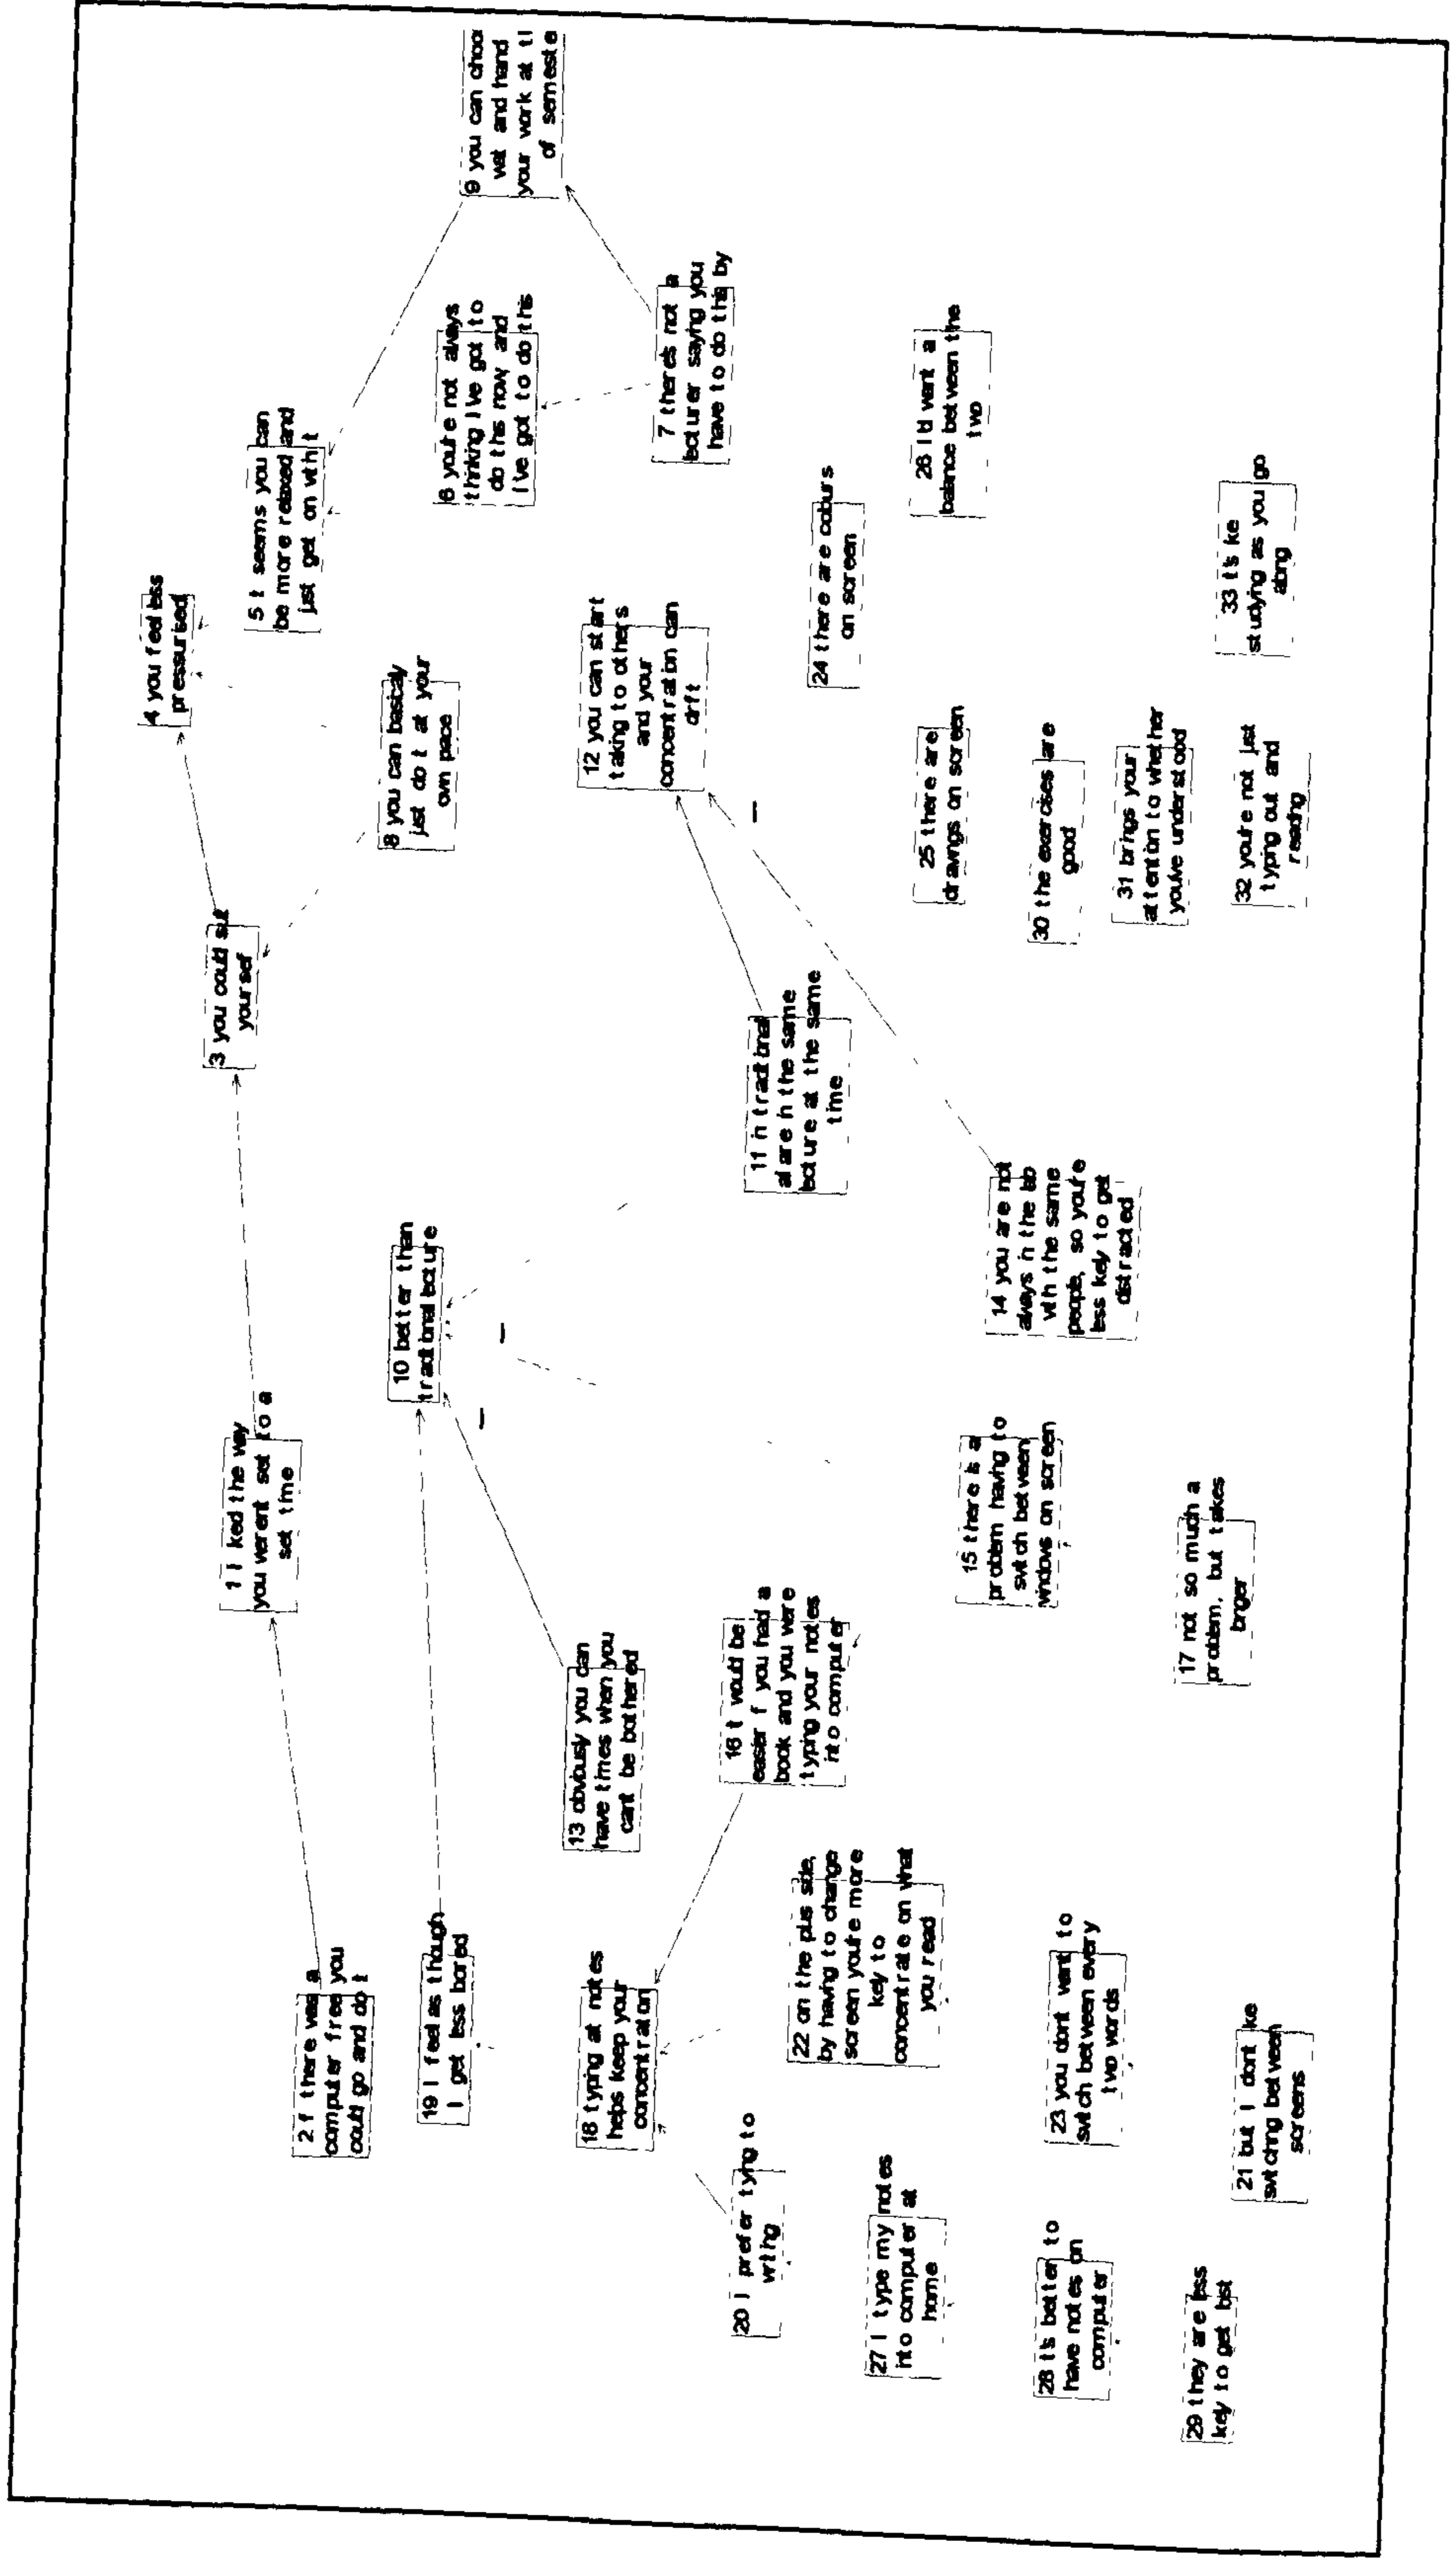 4 you feel less
pressurised
3 you could suit
yourself
1 I liked the way
you weren't set to a
set time
5 it seems you can
be more relaxed and
just get on with it
2 if there was a
computer free you
could go and do it
8 you can basically
just do it at your
own pace
10 better than
traditional lecture
19 I feel as though
I get less bored
6 you're not always
thinking I've got to
do this now, and
I've got to do this
9 you can choo
wat and hand
your work at t
of semeste
13 obviously you can
have times when you
can't be bothered
18 typing at notes
helps keep your
concentration
12 you can start
talking to others
and your
concentration can
drift
7 there's not a
lecturer saying you
have to do this by
16 it would be
easier if you had a
book and you were
typing your notes
into computer
20 I prefer tying to
writing
11 in traditional
all are in the same
lecture at the same
time
22 on the plus side,
by having to change
screen you're more
likely to
concentrate on what
you read
24 there are colours
on screen
27 I type my notes
into computer at
home
25 there are
drawings on screen
26 I'd want a
balance between the
two
15 there is a
problem having to
switch between
windows on screen
14 you are not
always in the lab
with the same
people, so you're
less likely to get
distracted
30 the exercises are
good
28 it's better to
have notes on
computer
23 you don't want to
switch between every
two words
31 brings your
attention to whether
you've understood
17 not so much a
problem, but takes
longer
29 they are less
likely to get lost
33 it's like
studying as you go
along
32 you're not just
typing out and
reading
21 but I don't like
switching between
screens